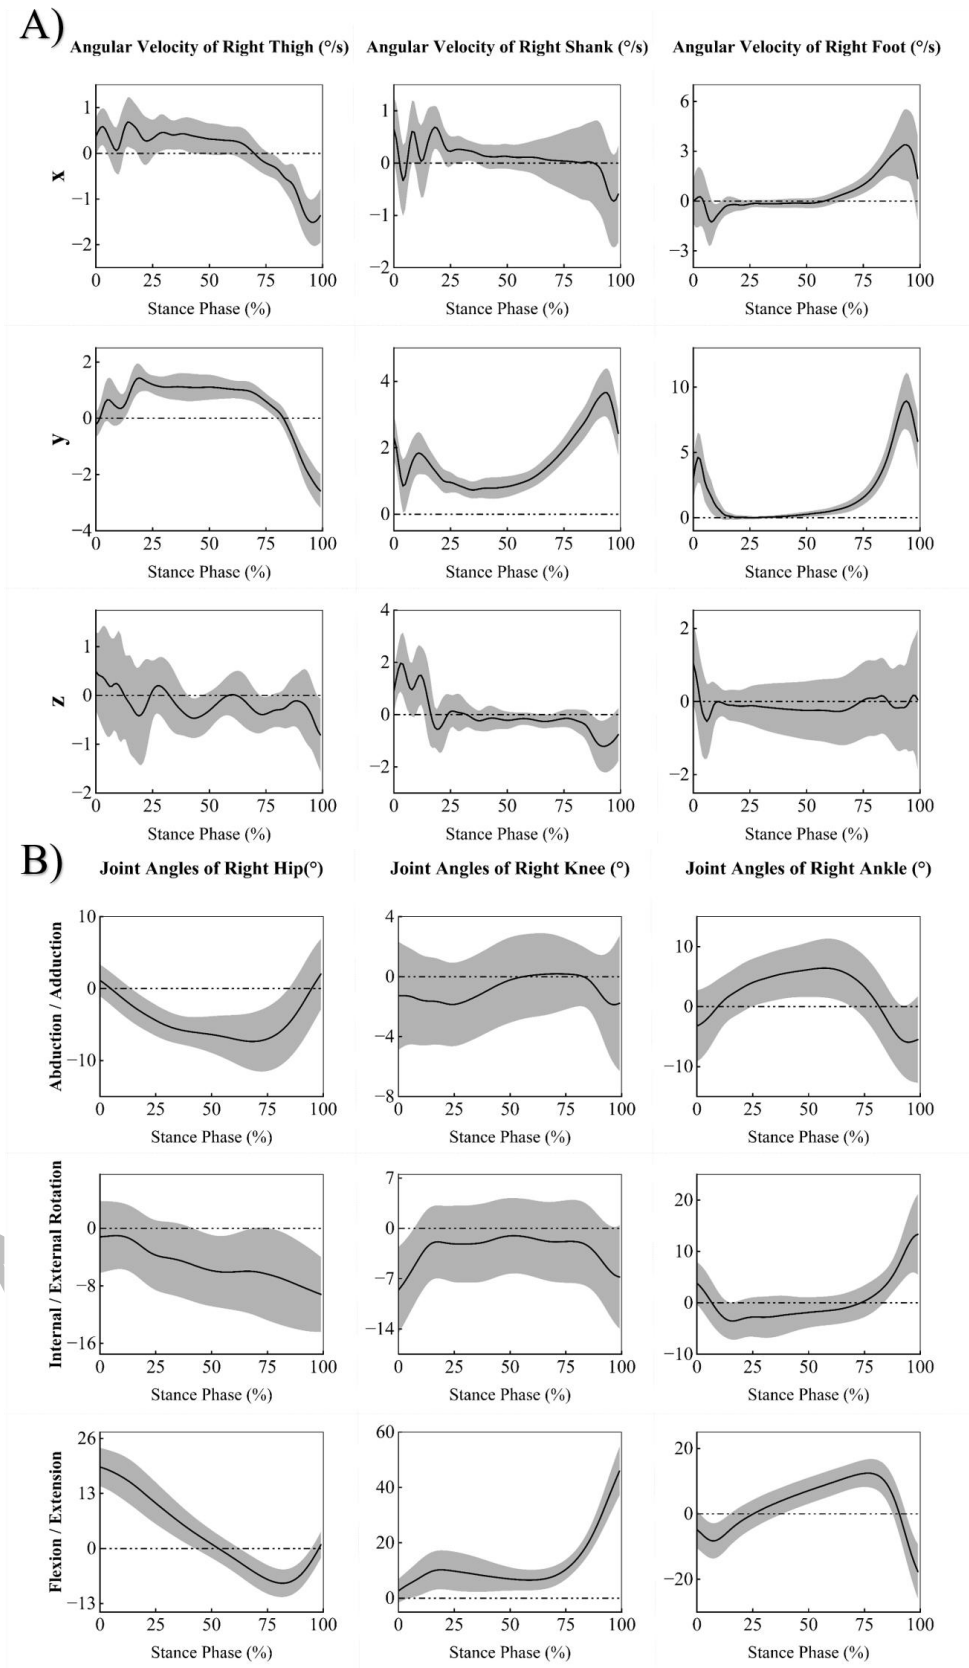 A)
Angular Velocity of Right Thigh (°/s) Angular Velocity of Right Shank (°/s) Angular Velocity of Right Foot (°/s)
x
1
0
−1
−2
0 25 50 75 100
Stance Phase (%)
1
0
−1
−2
0 25 50 75 100
Stance Phase (%)
6
3
0
−3
0 25 50 75 100
Stance Phase (%)
y
2
0
−2
−4
0 25 50 75 100
Stance Phase (%)
4
2
0
0 25 50 75 100
Stance Phase (%)
10
5
0
0 25 50 75 100
Stance Phase (%)
z
1
0
−1
−2
0 25 50 75 100
Stance Phase (%)
4
2
0
−2
0 25 50 75 100
Stance Phase (%)
2
0
−2
0 25 50 75 100
Stance Phase (%)
B)
Joint Angles of Right Hip(°) Joint Angles of Right Knee (°) Joint Angles of Right Ankle (°)
Abduction / Adduction
10
0
−10
0 25 50 75 100
Stance Phase (%)
4
0
−4
−8
0 25 50 75 100
Stance Phase (%)
10
0
−10
0 25 50 75 100
Stance Phase (%)
Internal / External Rotation
0
−8
−16
0 25 50 75 100
Stance Phase (%)
7
0
−7
−14
0 25 50 75 100
Stance Phase (%)
20
10
0
−10
0 25 50 75 100
Stance Phase (%)
Flexion / Extension
26
13
0
−13
0 25 50 75 100
Stance Phase (%)
60
40
20
0
0 25 50 75 100
Stance Phase (%)
20
0
−20
0 25 50 75 100
Stance Phase (%)